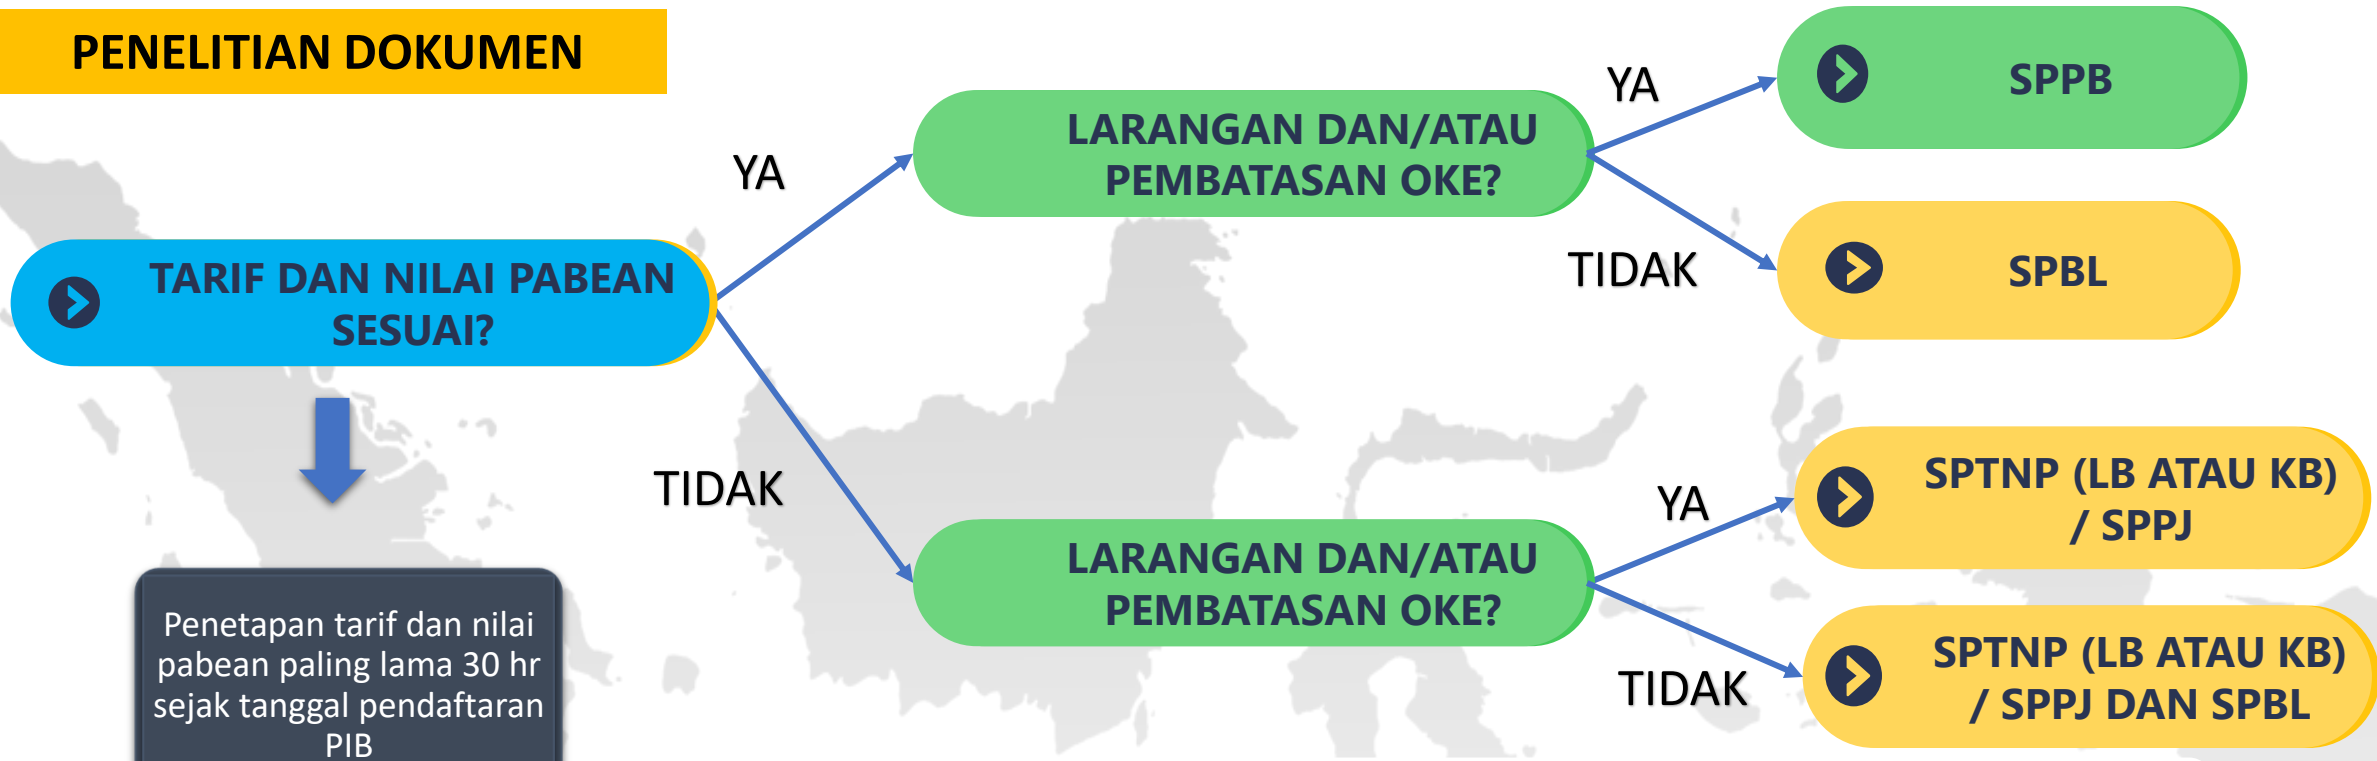 PENELITIAN DOKUMEN
TARIF DAN NILAI PABEAN
SESUAI?
Penetapan tarif dan nilai
pabean paling lama 30 hr
sejak tanggal pendaftaran
PIB
YA
LARANGAN DAN/ATAU
PEMBATASAN OKE?
YA
SPPB
TIDAK
SPBL
TIDAK
LARANGAN DAN/ATAU
PEMBATASAN OKE?
YA
SPTNP (LB ATAU KB)
/ SPPJ
TIDAK
SPTNP (LB ATAU KB)
/ SPPJ DAN SPBL